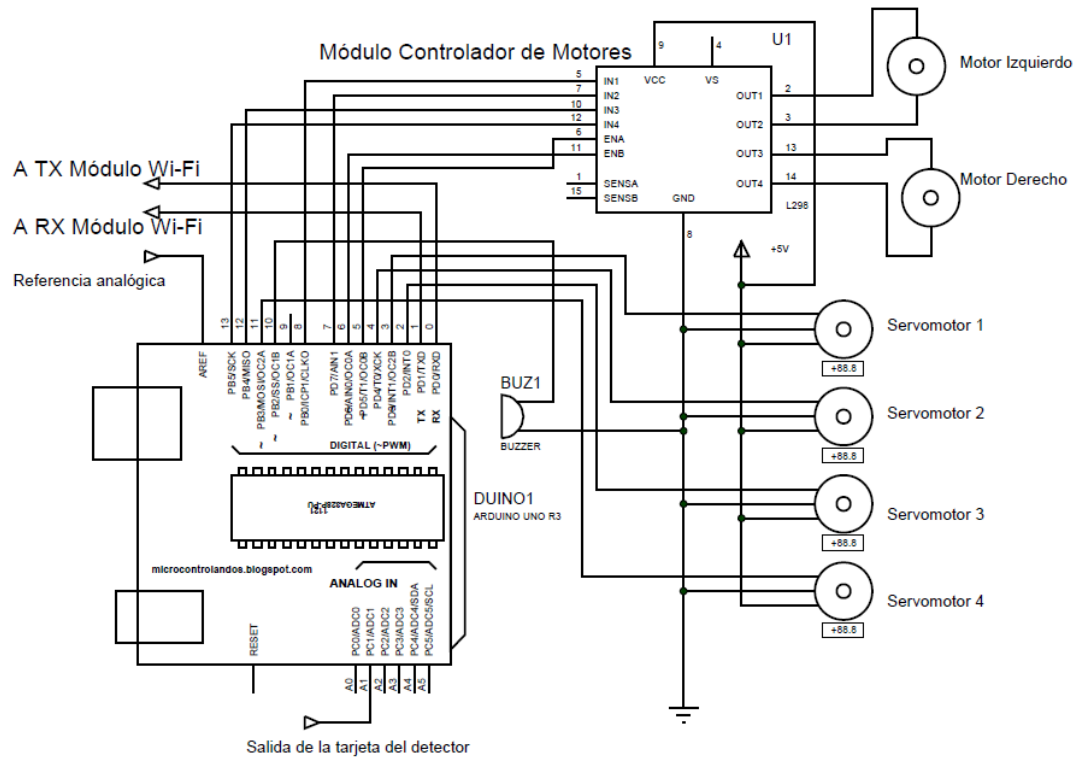 Módulo Controlador de Motores
U1
9
4
VCC
VS
5
IN1
7
IN2
10
IN3
12
IN4
6
ENA
11
ENB
1
SENSA
15
SENSB
GND
8
OUT1
2
OUT2
3
OUT3
13
OUT4
14
L298
+5V
Motor Izquierdo
Motor Derecho
A TX Módulo Wi-Fi
A RX Módulo Wi-Fi
Referencia analógica
AREF
13
PB5/SCK
12
PB4/MISO
11
PB3/MOSI/OC2A
~
10
PB2/SS/OC1B
~
9
PB1/OC1A
~
8
PB0/ICP1/CLKO
7
PD7/AIN1
6
PD6/AIN0/OC0A
5
~PD5/T1/OC0B
4
PD4/T0/XCK
3
2
PD2/INT0
1
PD1/TXD
TX
0
PD0/RXD
RX
DIGITAL (~PWM)
ATMEGA328P-PU
1121
DUINO1
ARDUINO UNO R3
microcontrolandos.blogspot.com
ANALOG IN
RESET
PC0/ADC0
PC1/ADC1
PC2/ADC2
PC3/ADC3
PC4/ADC4/SDA
PC5/ADC5/SCL
A0
A1
A2
A3
A4
A5
Salida de la tarjeta del detector
BUZ1
BUZZER
Servomotor 1
+88.8
Servomotor 2
+88.8
Servomotor 3
+88.8
Servomotor 4
+88.8